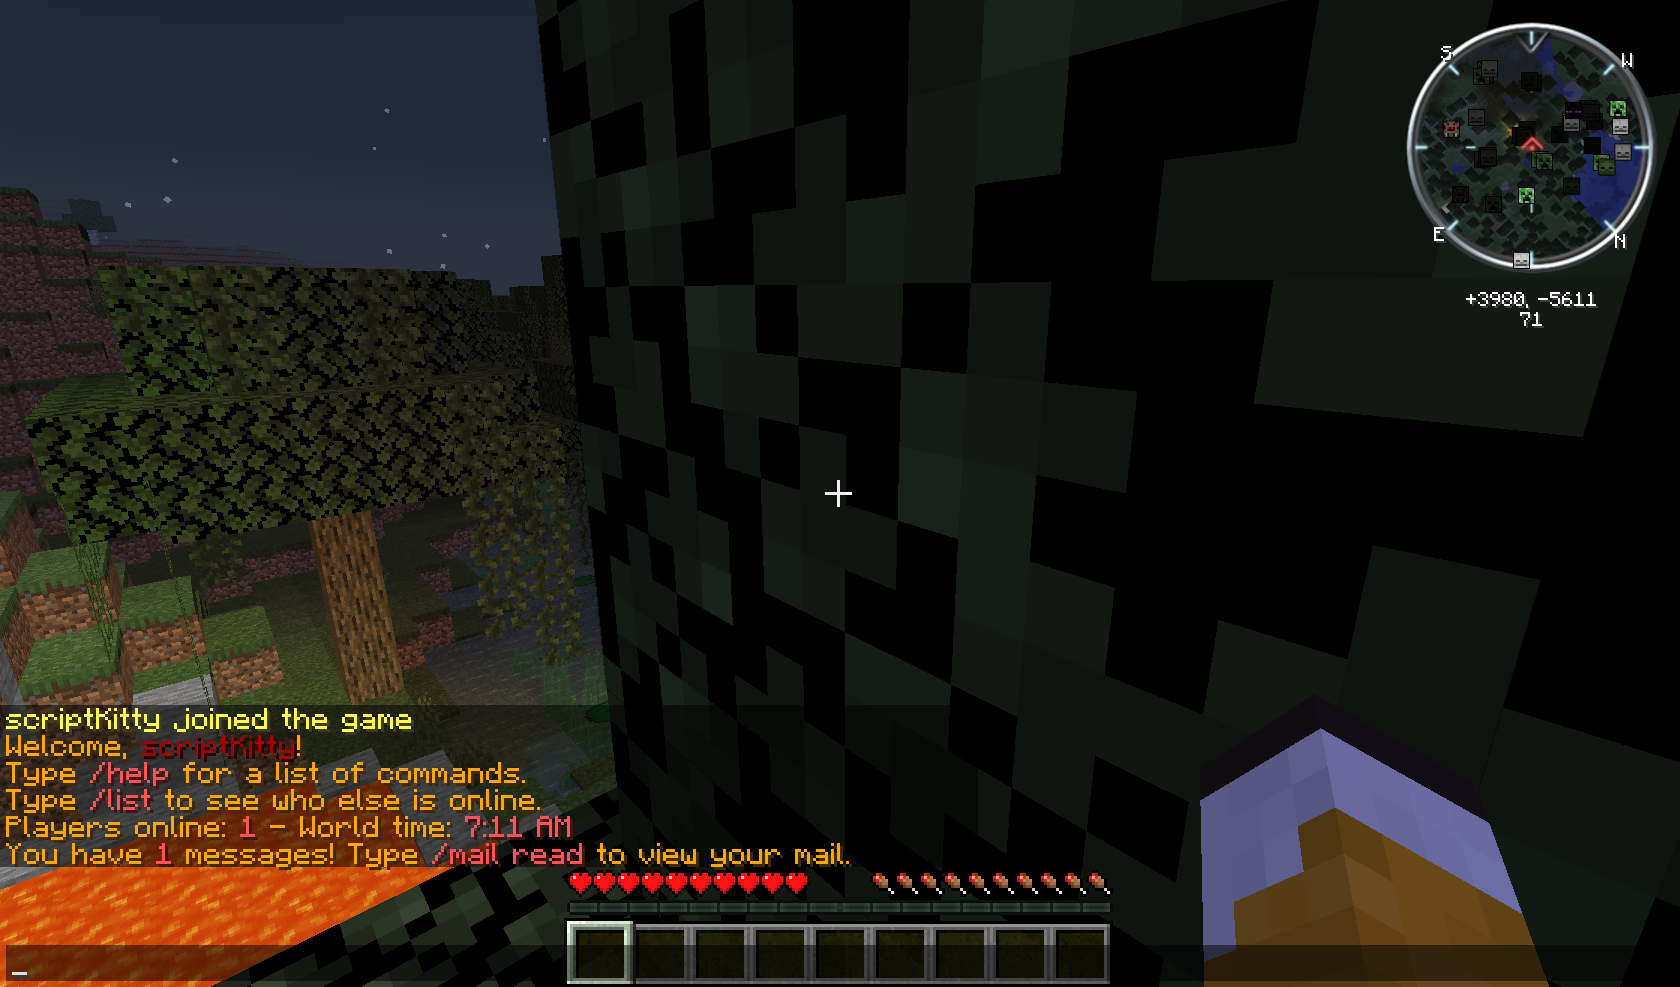 S
W
E
N
+3980, -5611
71
scriptKitty joined the game
Welcome, scriptKitty!
Type /help for a list of commands.
Type /list to see who else is online.
Players online: 1 - World time: 7:11 AM
You have 1 messages! Type /mail read to view your mail.
_